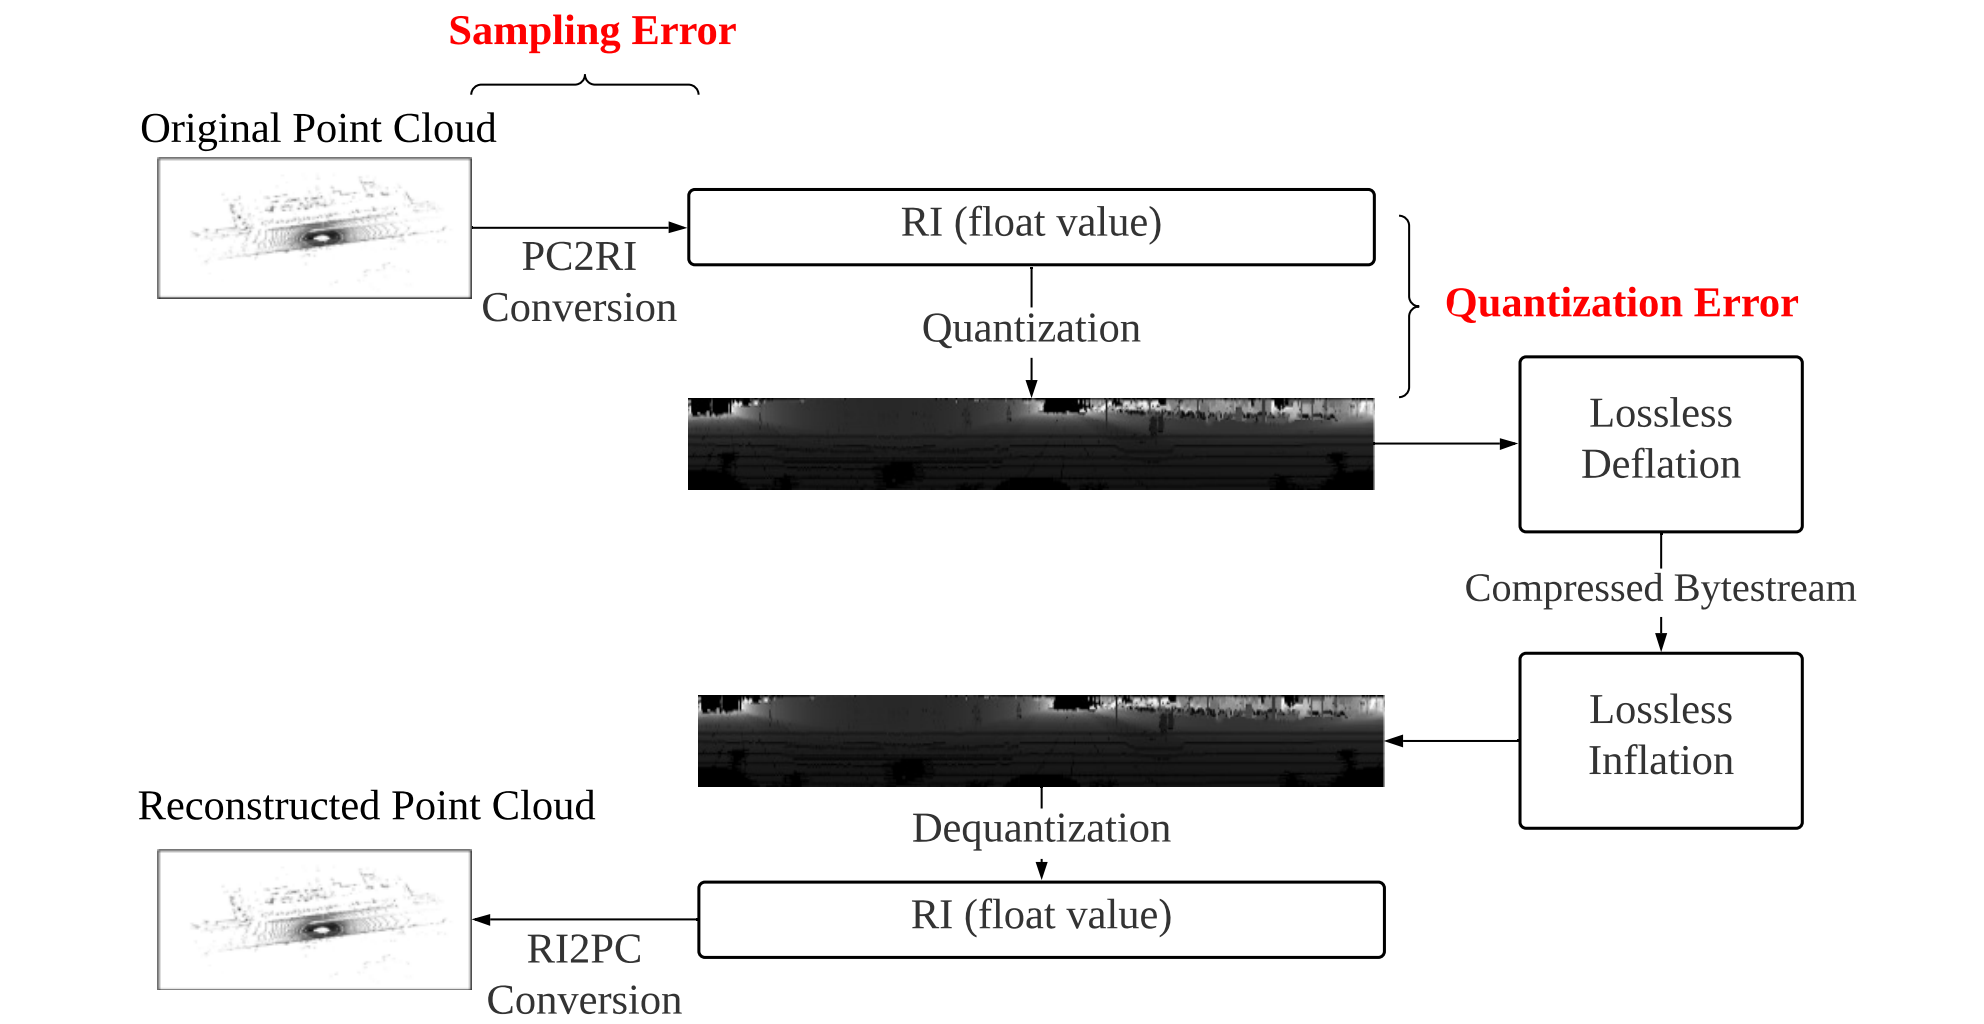 Sampling Error
Original Point Cloud
RI (float value)
PC2RI
Conversion
Quantization
Quantization Error
Lossless
Deflation
Compressed Bytestream
Lossless
Inflation
Dequantization
Reconstructed Point Cloud
RI (float value)
RI2PC
Conversion